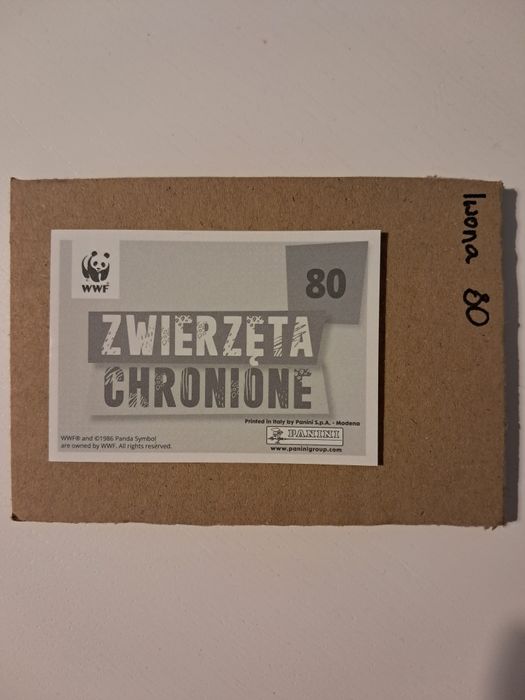 WWF®
80
ZWIERZĘTA
CHRONIONE
Printed in Italy by Panini S.p.A. - Modena
PANINI
www.paninigroup.com
WWF® and ©1986 Panda Symbol
are owned by WWF. All rights reserved.
Iwona 80